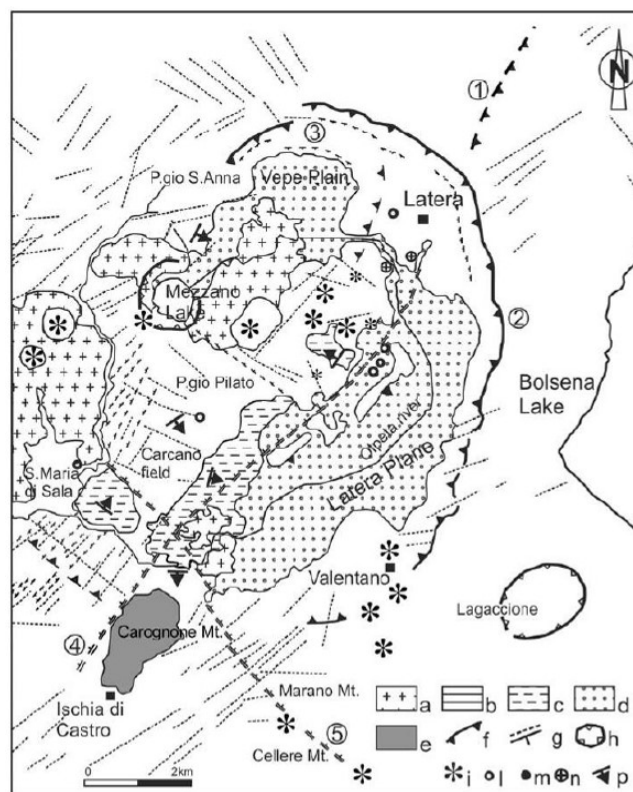 N
①
③
P.gio S.Anna
Vepe Plain
Latera
Mezzano
Lake
②
Bolsena
Lake
P.gio Pilato
Olpeta river
Carcano
field
S.Maria
di Sala
Latera Plane
Valentano
Lagaccione
Carognone Mt.
④
Ischia di
Castro
Marano Mt.
⑤
Cellere Mt.
a b c d
e f g h
i l m n p
0 2km